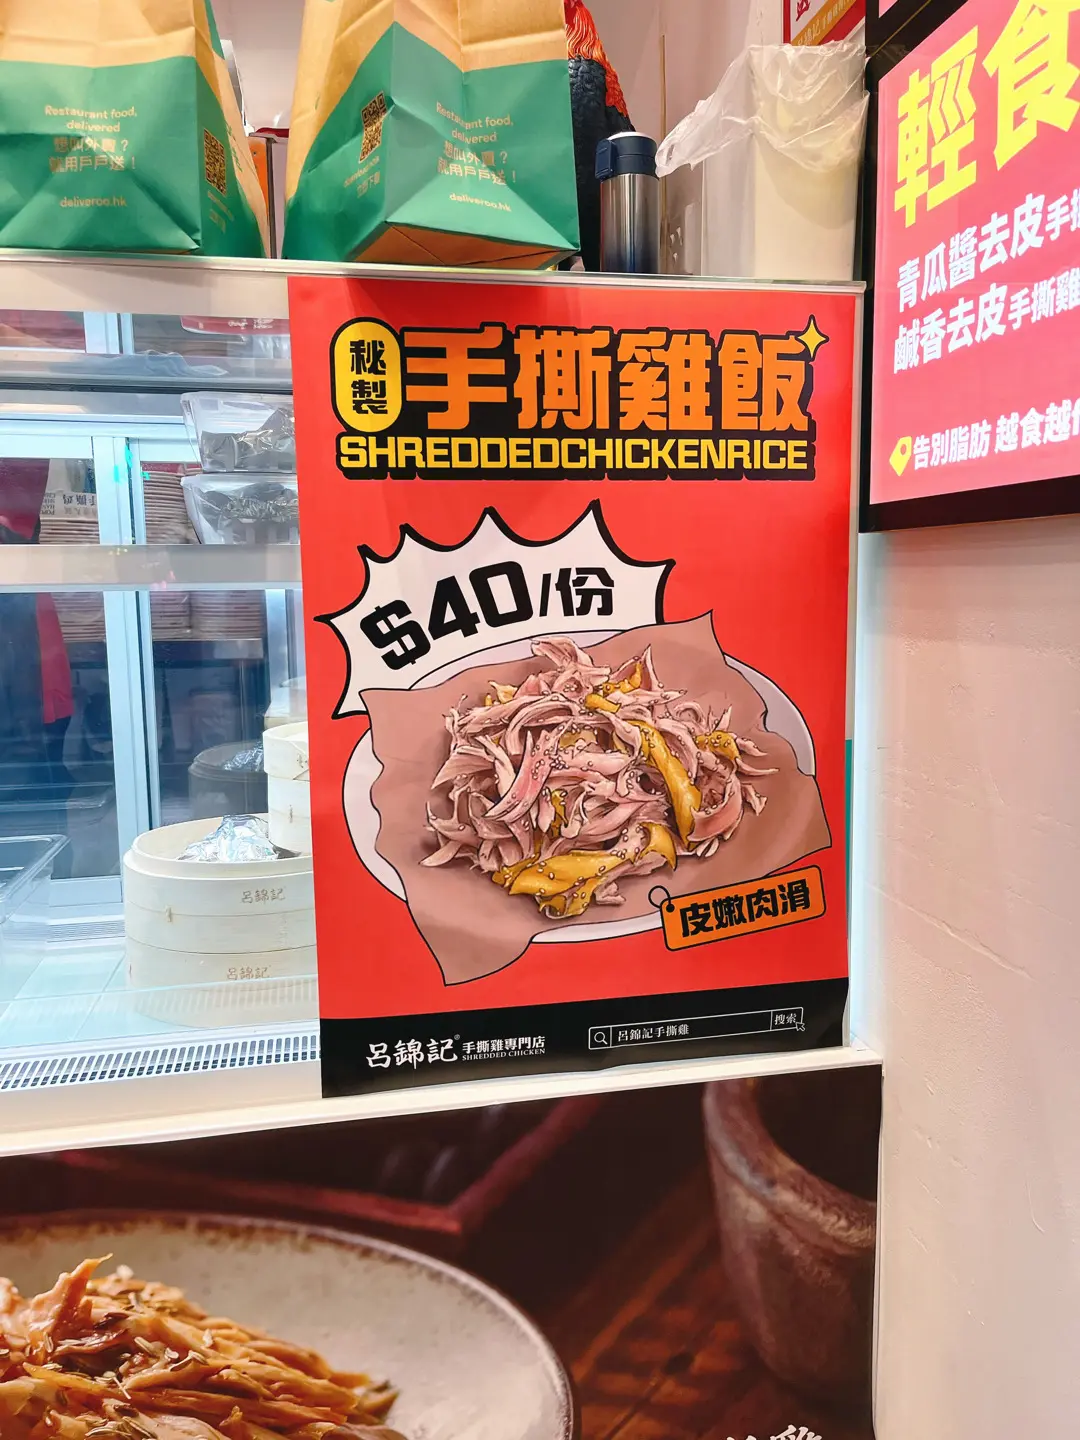 Restaurant food,
delivered
想叫外賣？
就用戶戶送！
deliveroo.hk
Restaurant food,
delivered
想叫外賣？
就用戶戶送！
deliveroo.hk
輕食
青瓜醬去皮手
鹹香去皮手撕雞
告別脂肪 越食越
秘製
手撕雞飯
SHREDDEDCHICKENRICE
$40/份
皮嫩肉滑
呂錦記
呂錦記
呂錦記® 手撕雞專門店
SHREDDED CHICKEN
呂錦記手撕雞 搜索
雞